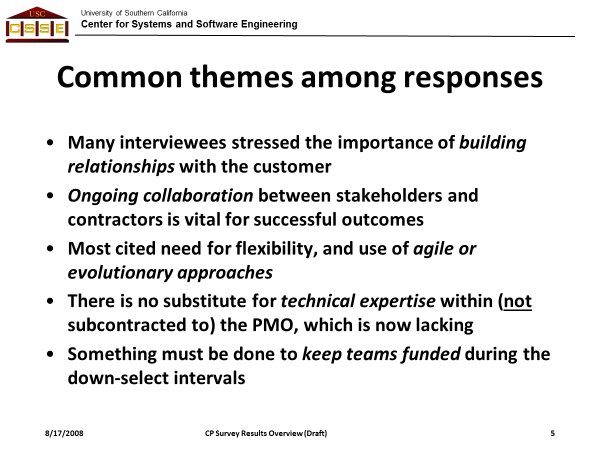 USC
CSSE
University of Southern California
Center for Systems and Software Engineering
Common themes among responses
• Many interviewees stressed the importance of building
relationships with the customer
• Ongoing collaboration between stakeholders and
contractors is vital for successful outcomes
• Most cited need for flexibility, and use of agile or
evolutionary approaches
• There is no substitute for technical expertise within (not
subcontracted to) the PMO, which is now lacking
• Something must be done to keep teams funded during the
down-select intervals
8/17/2008
CP Survey Results Overview (Draft)
5